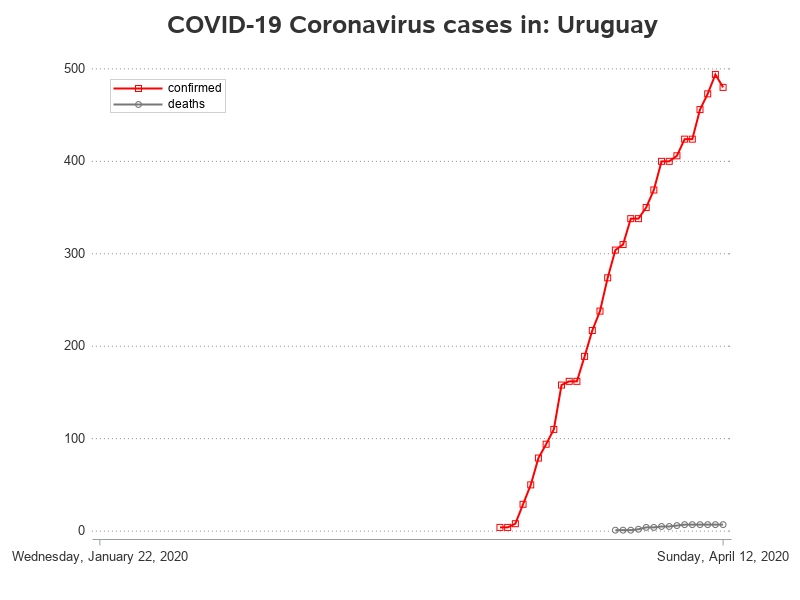 COVID-19 Coronavirus cases in: Uruguay
500
confirmed
deaths
400
300
200
100
0
Wednesday, January 22, 2020
Sunday, April 12, 2020